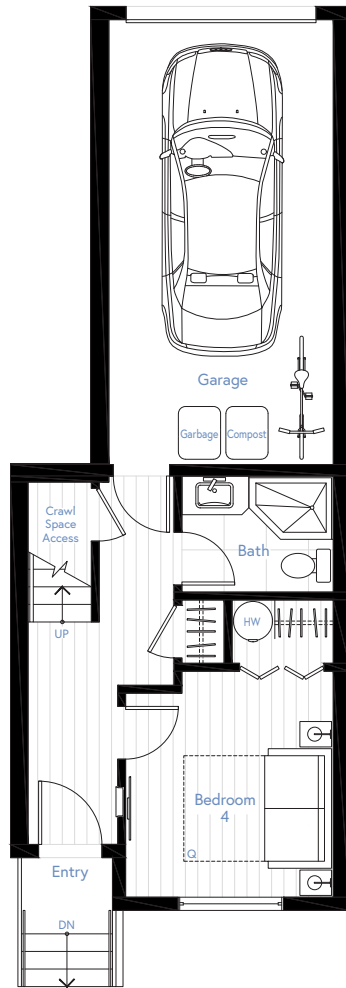 Garage
Garbage
Compost
Crawl
Space
Access
Bath
HW
UP
Bedroom
4
Q
Entry
DN